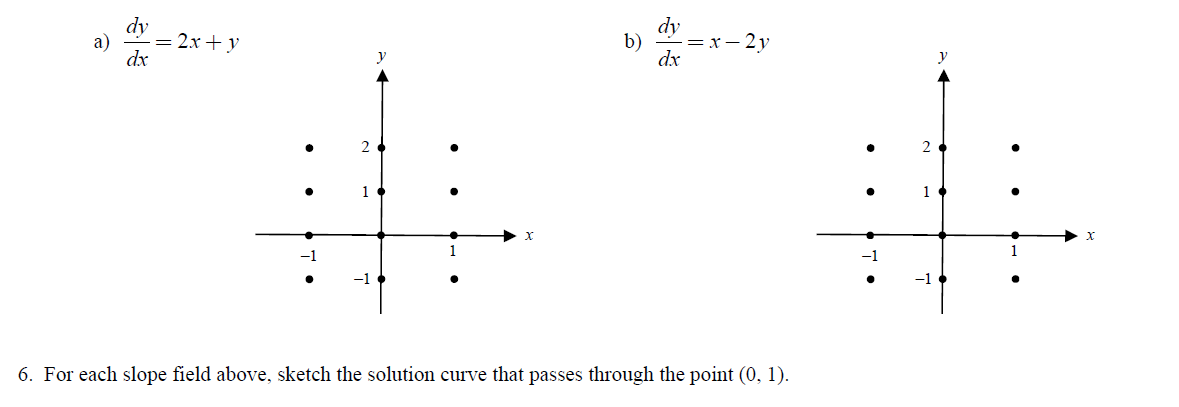 a) dy/dx = 2x + y
b) dy/dx = x − 2y
y
2
1
x
−1
1
−1
y
2
1
x
−1
1
−1
6. For each slope field above, sketch the solution curve that passes through the point (0, 1).